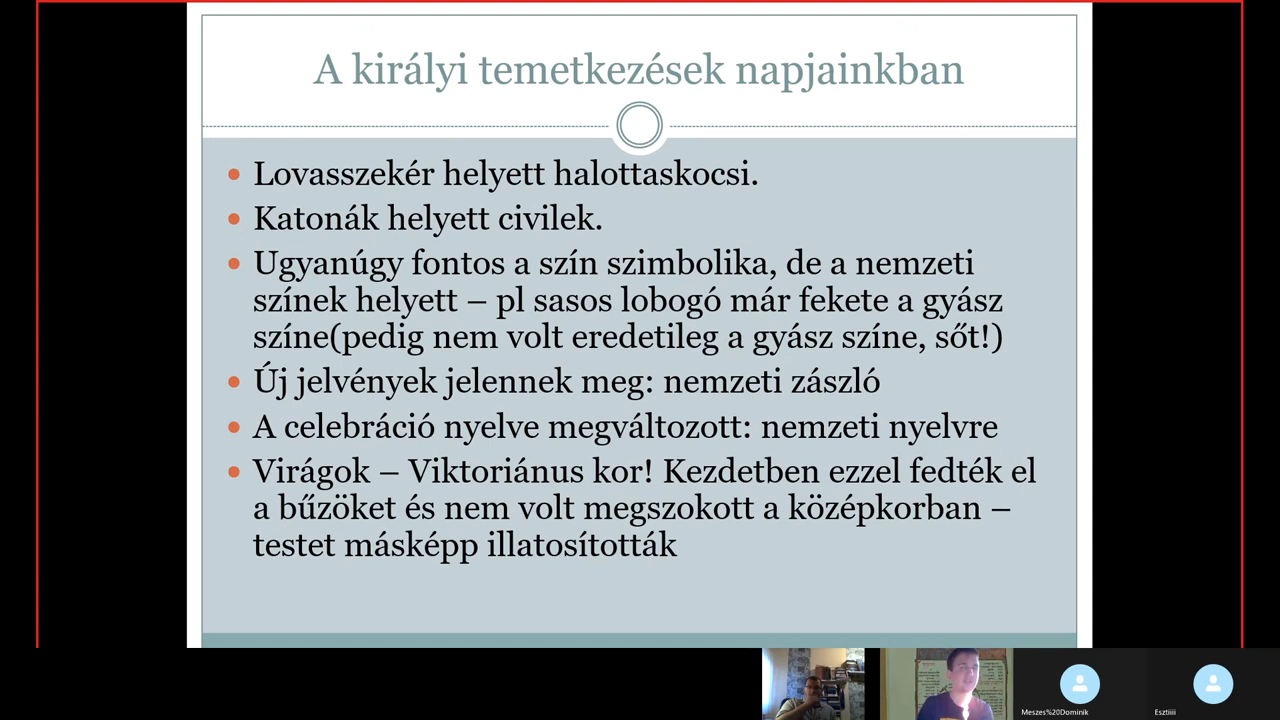 A királyi temetkezések napjainkban
• Lovasszekér helyett halottaskocsi.
• Katonák helyett civilek.
• Ugyanúgy fontos a szín szimbolika, de a nemzeti
színek helyett – pl sasos lobogó már fekete a gyász
színe(pedig nem volt eredetileg a gyász színe, sőt!)
• Új jelvények jelennek meg: nemzeti zászló
• A celebráció nyelve megváltozott: nemzeti nyelvre
• Virágok – Viktoriánus kor! Kezdetben ezzel fedték el
a bűzöket és nem volt megszokott a középkorban –
testet másképp illatosították
Meszes%20Dominik
Esztiiii